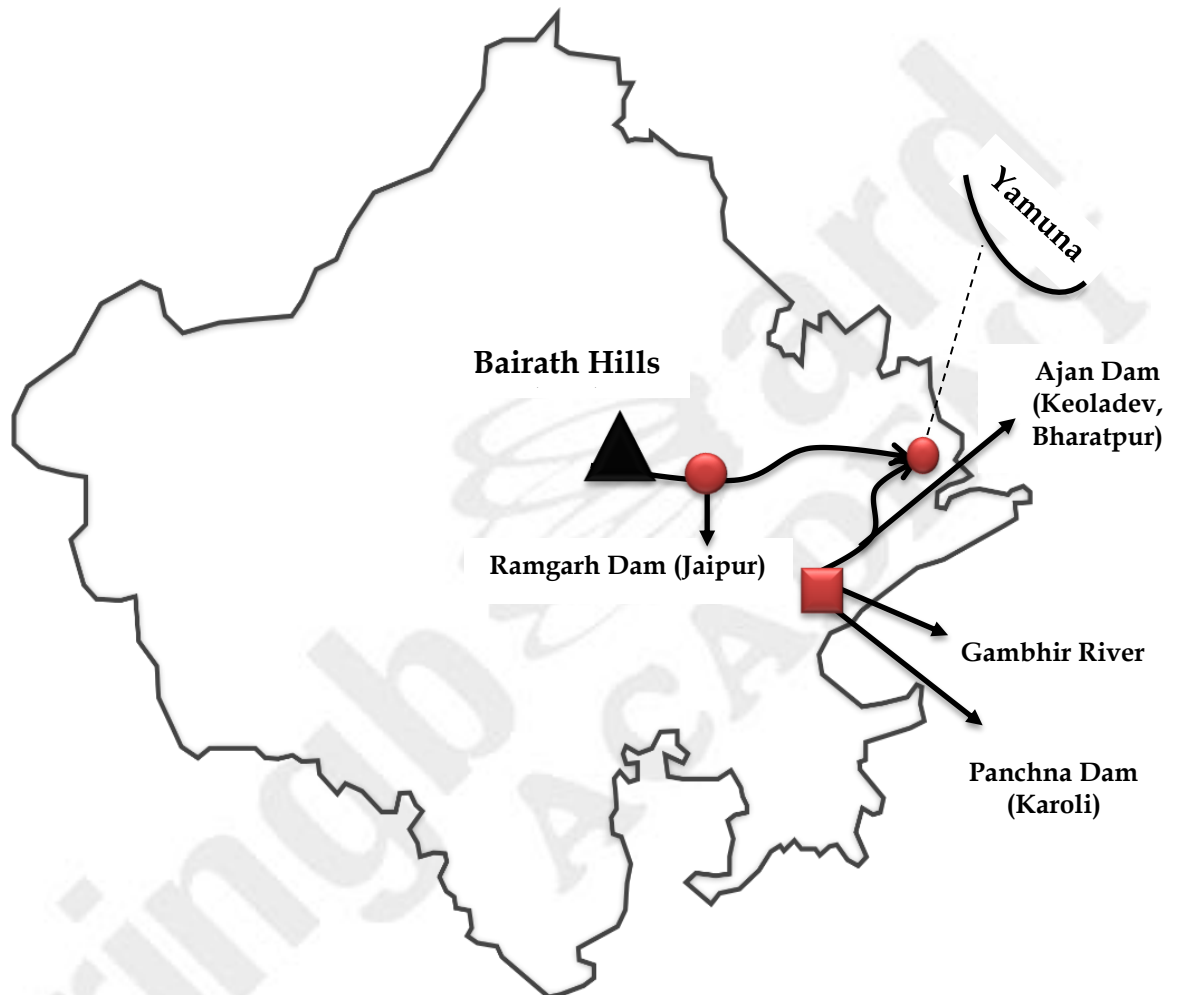 Yamuna
Bairath Hills
Ajan Dam
(Keoladev,
Bharatpur)
Ramgarh Dam (Jaipur)
Gambhir River
Panchna Dam
(Karoli)